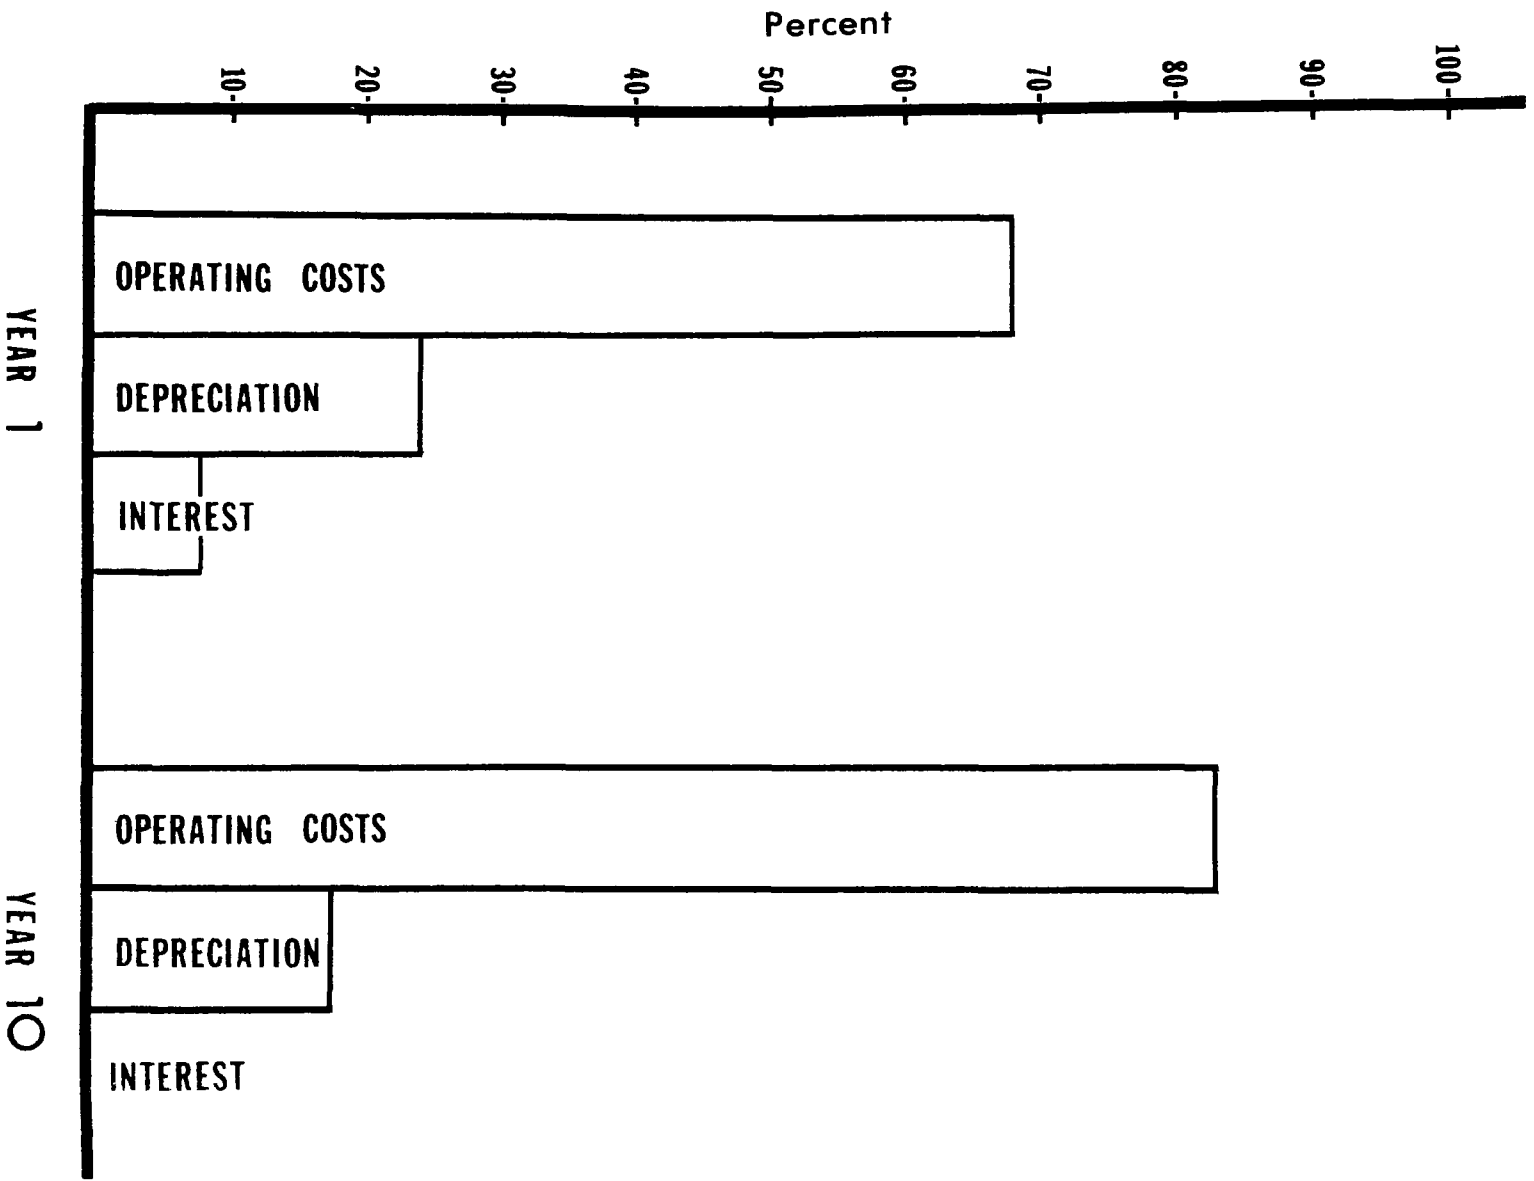 Percent
10-
20-
30-
40-
50-
60-
70-
80-
90-
100-
YEAR 1
OPERATING COSTS
DEPRECIATION
INTEREST
YEAR 10
OPERATING COSTS
DEPRECIATION
INTEREST